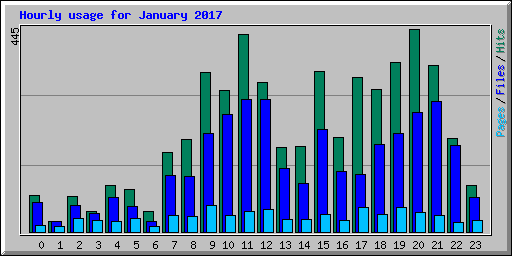 Hourly usage for January 2017
445
Pages / Files / Hits
0 1 2 3 4 5 6 7 8 9 10 11 12 13 14 15 16 17 18 19 20 21 22 23